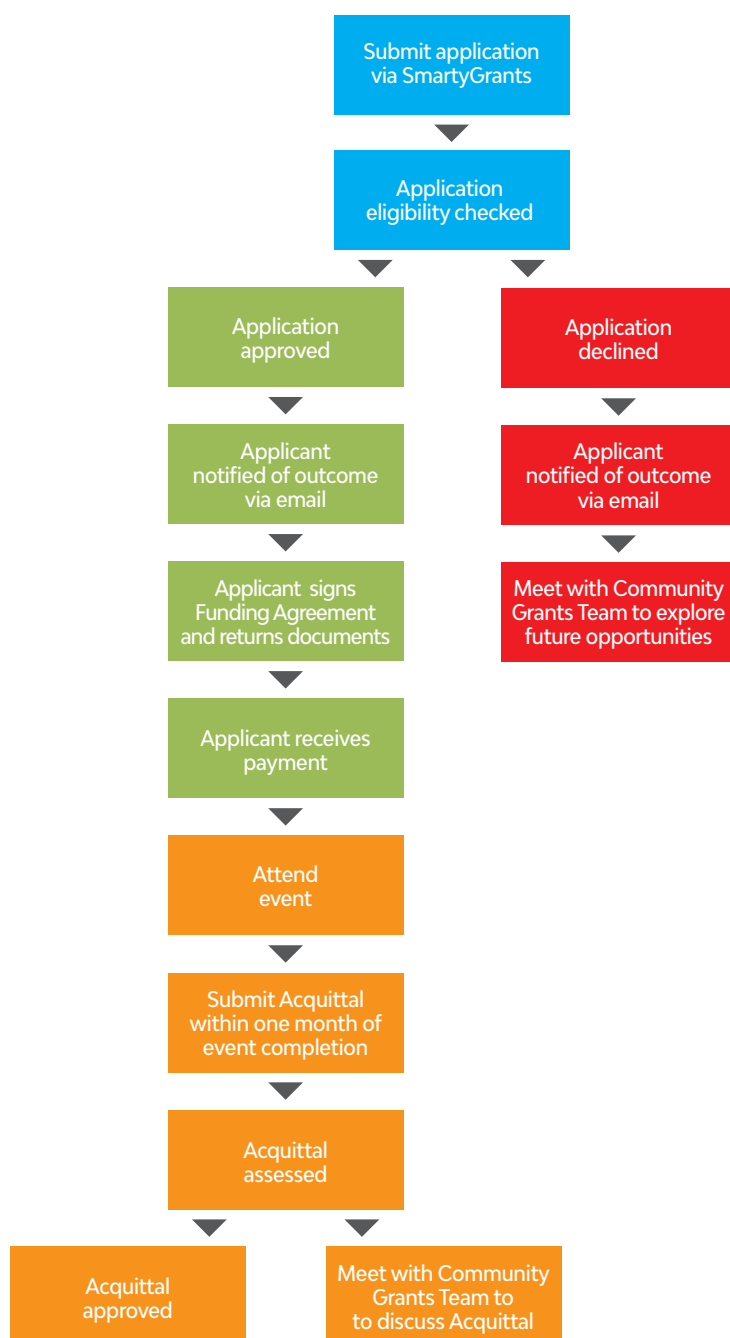 Submit application
via SmartyGrants
Application
eligibility checked
Application
approved
Application
declined
Applicant
notified of outcome
via email
Applicant
notified of outcome
via email
Applicant signs
Funding Agreement
and returns documents
Meet with Community
Grants Team to explore
future opportunities
Applicant receives
payment
Attend
event
Submit Acquittal
within one month of
event completion
Acquittal
assessed
Acquittal
approved
Meet with Community
Grants Team to
to discuss Acquittal